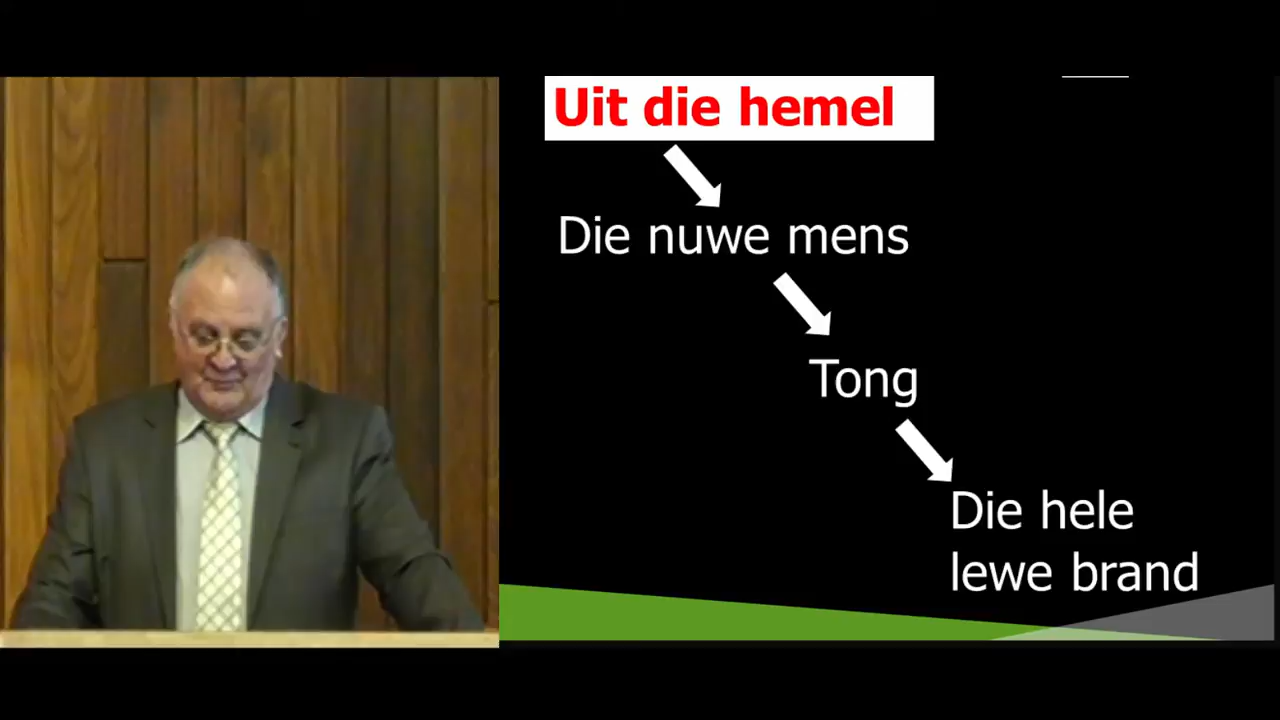 Uit die hemel
Die nuwe mens
Tong
Die hele
lewe brand